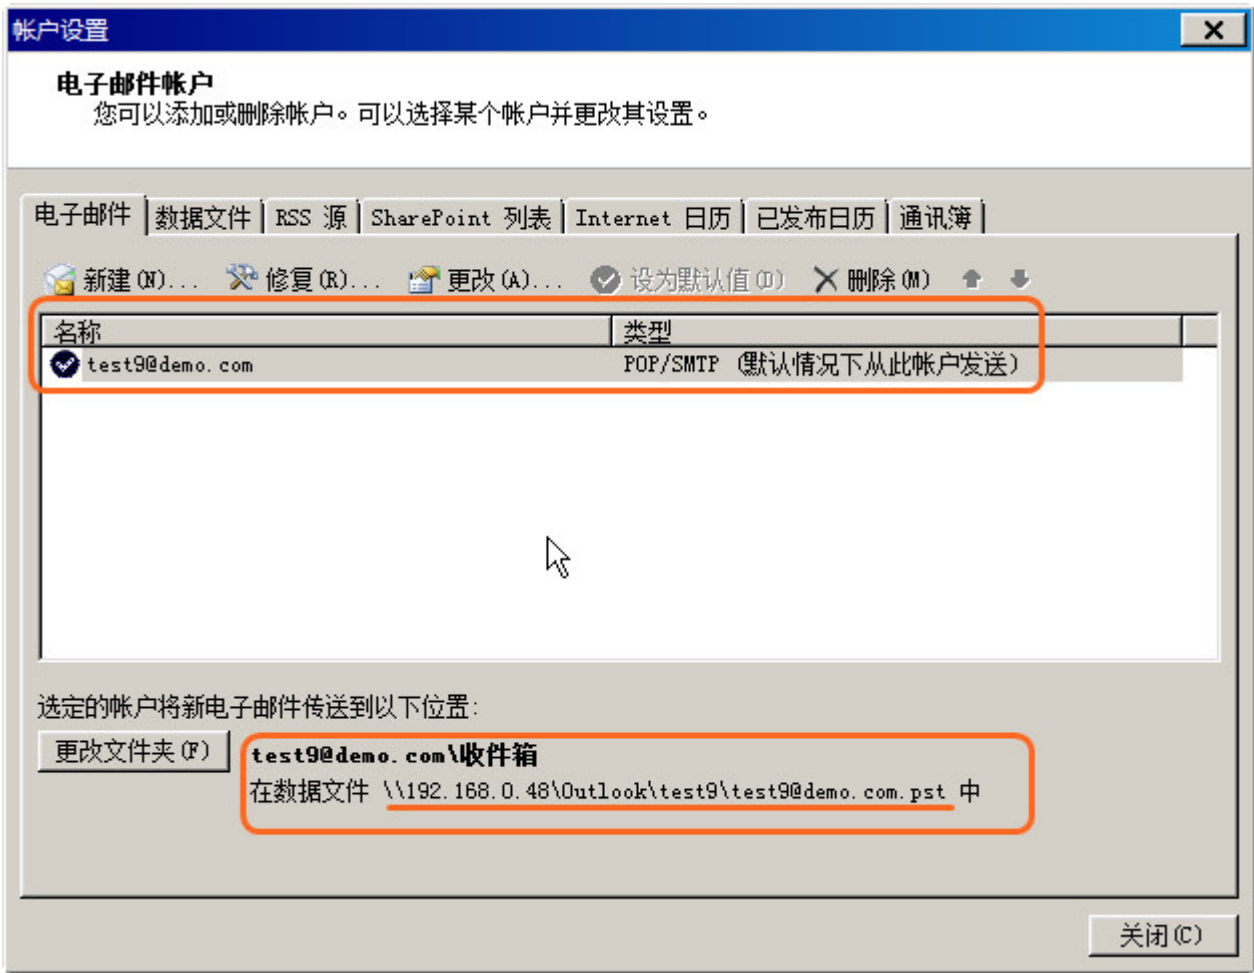 帐户设置
电子邮件帐户
您可以添加或删除帐户。可以选择某个帐户并更改其设置。
电子邮件 数据文件 RSS 源 SharePoint 列表 Internet 日历 已发布日历 通讯簿
新建(N)... 修复(R)... 更改(A)... 设为默认值(D) 删除(M)
名称 类型
test9@demo.com POP/SMTP (默认情况下从此帐户发送)
选定的帐户将新电子邮件传送到以下位置:
更改文件夹(F) test9@demo.com\收件箱
在数据文件 \\192.168.0.48\Outlook\test9\test9@demo.com.pst 中
关闭(C)